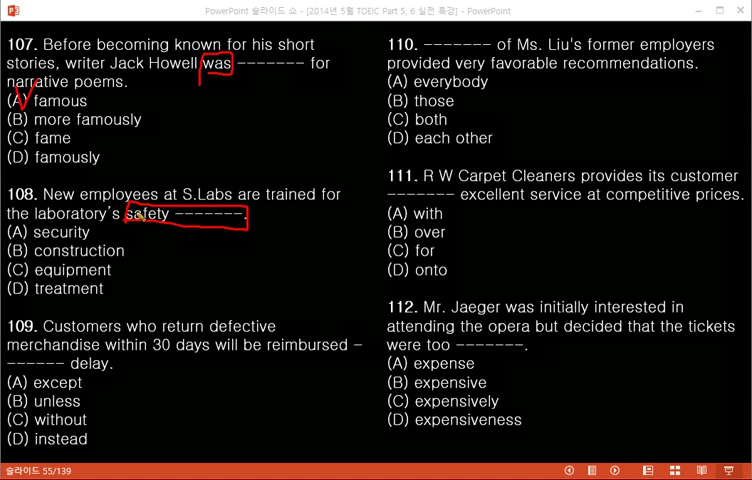 PowerPoint 슬라이드 쇼 - [2014년 5월 TOEIC Part 5, 6 실전 특강] - PowerPoint
107. Before becoming known for his short
stories, writer Jack Howell was ------- for
narrative poems.
(A) famous
(B) more famously
(C) fame
(D) famously
108. New employees at S.Labs are trained for
the laboratory's safety -------.
(A) security
(B) construction
(C) equipment
(D) treatment
109. Customers who return defective
merchandise within 30 days will be reimbursed -
------ delay.
(A) except
(B) unless
(C) without
(D) instead
110. ------- of Ms. Liu's former employers
provided very favorable recommendations.
(A) everybody
(B) those
(C) both
(D) each other
111. R W Carpet Cleaners provides its customer
------- excellent service at competitive prices.
(A) with
(B) over
(C) for
(D) onto
112. Mr. Jaeger was initially interested in
attending the opera but decided that the tickets
were too -------.
(A) expense
(B) expensive
(C) expensively
(D) expensiveness
슬라이드 55/139